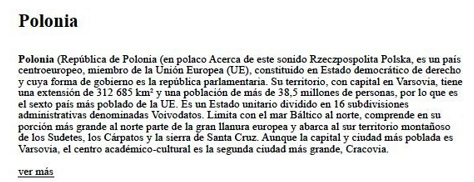 Polonia
Polonia (República de Polonia (en polaco Acerca de este sonido Rzeczpospolita Polska, es un país
centroeuropeo, miembro de la Unión Europea (UE), constituido en Estado democrático de derecho
y cuya forma de gobierno es la república parlamentaria. Su territorio, con capital en Varsovia, tiene
una extensión de 312 685 km² y una población de más de 38,5 millones de personas, por lo que es
el sexto país más poblado de la UE. Es un Estado unitario dividido en 16 subdivisiones
administrativas denominadas Voivodatos. Limita con el mar Báltico al norte, comprende en su
porción más grande al norte parte de la gran llanura europea y abarca al sur territorio montañoso
de los Sudetes, los Cárpatos y la sierra de Santa Cruz. Aunque la capital y ciudad más poblada es
Varsovia, el centro académico-cultural es la segunda ciudad más grande, Cracovia.
ver más